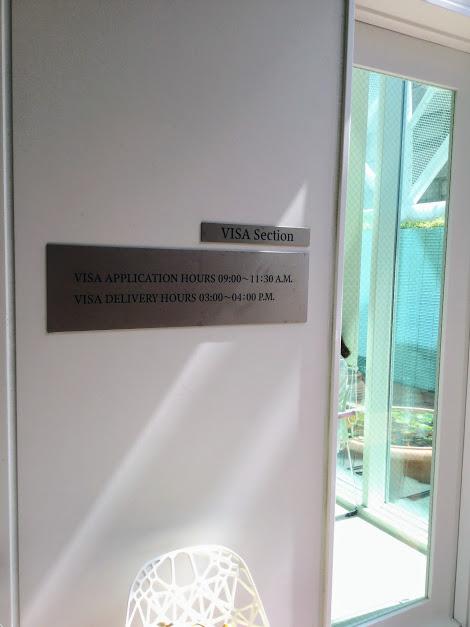 VISA Section
VISA APPLICATION HOURS 09:00～11:30 A.M.
VISA DELIVERY HOURS 03:00～04:00 P.M.